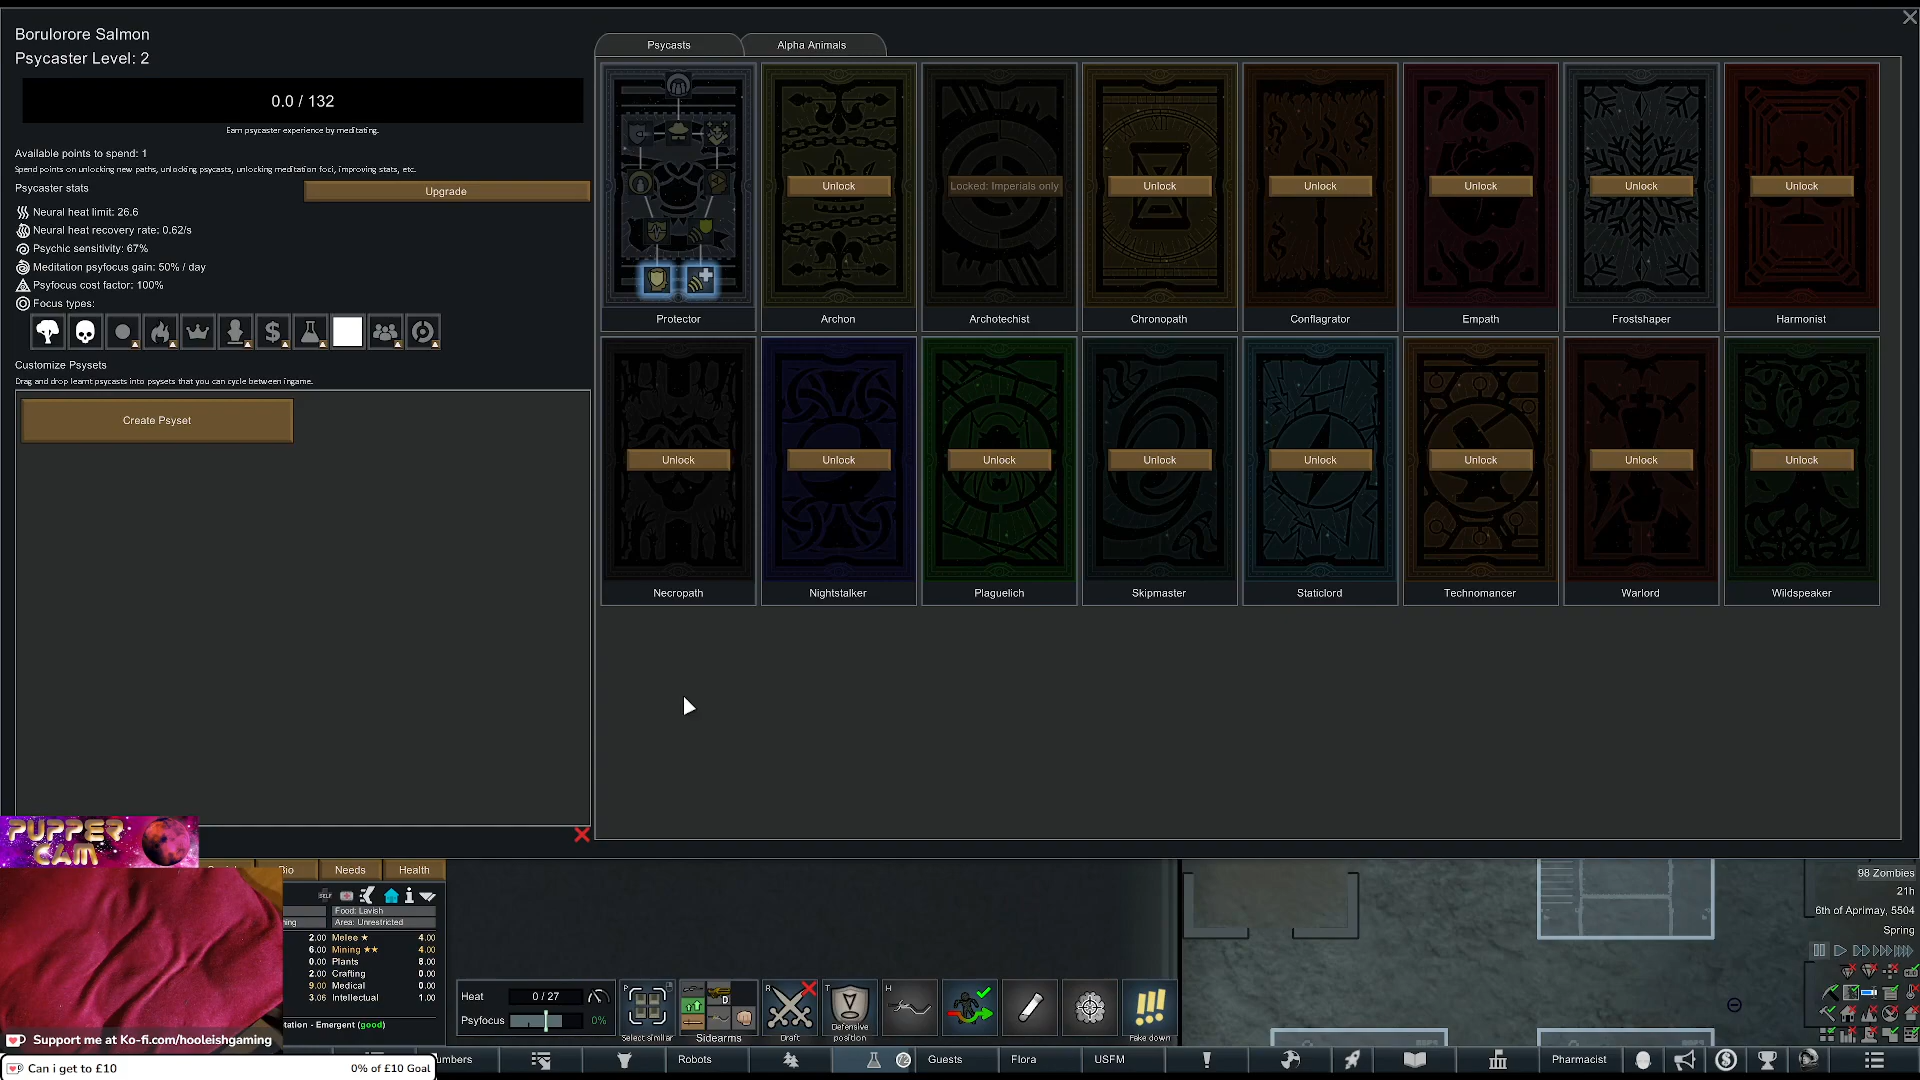 Borulorore Salmon
Psycaster Level: 2
0.0 / 132
Earn psycaster experience by meditating.
Available points to spend: 1
Spend points on unlocking new paths, unlocking psycasts, unlocking meditation foci, improving stats, etc.
Psycaster stats
Upgrade
Neural heat limit: 26.6
Neural heat recovery rate: 0.62/s
Psychic sensitivity: 67%
Meditation psyfocus gain: 50% / day
Psyfocus cost factor: 100%
Focus types:
Customize Psysets
Drag and drop learnt psycasts into psysets that you can cycle between ingame.
Create Psyset
Psycasts
Alpha Animals
Unlock
Locked: Imperials only
Unlock
Unlock
Unlock
Unlock
Unlock
Protector
Archon
Archotechist
Chronopath
Conflagrator
Empath
Frostshaper
Harmonist
Unlock
Unlock
Unlock
Unlock
Unlock
Unlock
Unlock
Unlock
Necropath
Nightstalker
Plaguelich
Skipmaster
Staticlord
Technomancer
Warlord
Wildspeaker
PUPPER
CAM
Bio
Needs
Health
Food: Lavish
Area: Unrestricted
2.00 Melee 4.00
6.00 Mining 4.00
0.00 Plants 8.00
2.00 Crafting 0.00
9.00 Medical 0.00
3.06 Intellectual 1.00
tation - Emergent (good)
Support me at Ko-fi.com/hooleishgaming
Can i get to £10
0% of £10 Goal
Heat
0 / 27
Psyfocus
0%
P
Select similar
D
Sidearms
R
Draft
T
Defensive
position
H
Fake down
umbers
Robots
Guests
Flora
USFM
Pharmacist
98 Zombies
21h
6th of Aprimay, 5504
Spring